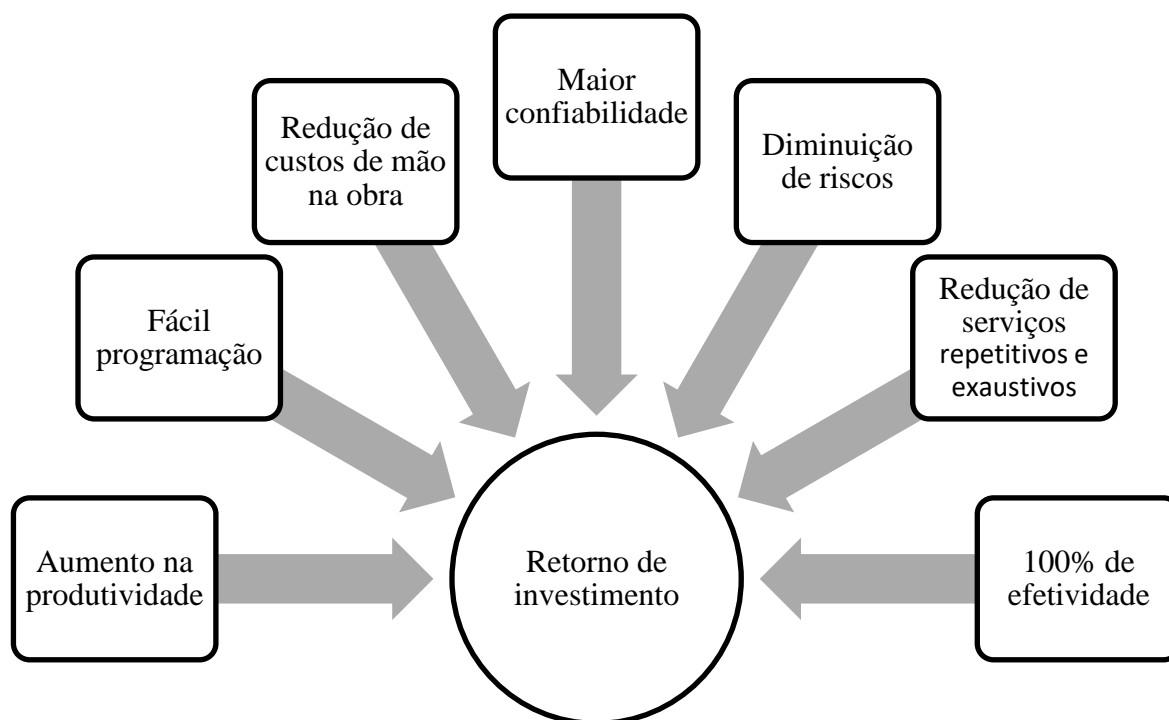 Aumento na
produtividade
Fácil
programação
Redução de
custos de mão
na obra
Maior
confiabilidade
Diminuição
de riscos
Redução de
serviços
repetitivos e
exaustivos
100% de
efetividade
Retorno de
investimento